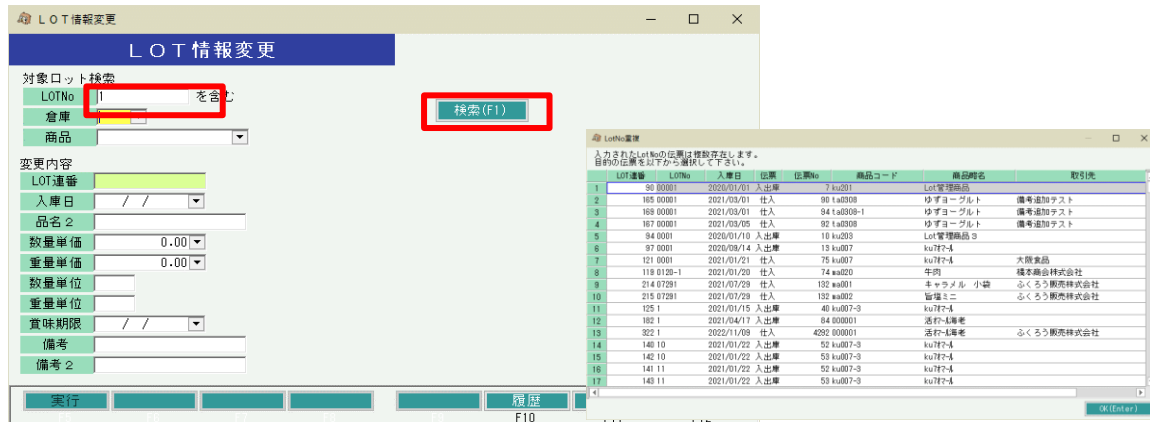 LOT情報変更
LOT情報変更
対象ロット検索
LOTNo 1 を含む
検索(F1)
倉庫
商品
変更内容
LOT連番
入庫日 / /
品名2
数量単価 0.00
重量単価 0.00
数量単位
重量単位
賞味期限 / /
備考
備考2
実行 履歴
F10
LotNo重複
入力されたLotNoの伝票は複数存在します。
目的の伝票を以下から選択して下さい。
LOT連番 LOTNo 入庫日 伝票 伝票No 商品コード 商品略名 取引先
1 90 00001 2020/01/01 入出庫 7 ku201 Lot管理商品
2 165 00001 2021/03/01 仕入 90 ta0308 ゆずヨーグルト 備考追加テスト
3 169 00001 2021/03/01 仕入 94 ta0308-1 ゆずヨーグルト 備考追加テスト
4 167 00001 2021/03/05 仕入 92 ta0308 ゆずヨーグルト 備考追加テスト
5 94 0001 2020/01/10 入出庫 10 ku203 Lot管理商品3
6 97 0001 2020/09/14 入出庫 13 ku007
7 121 0001 2021/01/21 仕入 75 ku007 大阪食品
8 119 0120-1 2021/01/20 仕入 74 ma020 牛肉 橋本商会株式会社
9 214 07291 2021/07/29 仕入 132 ma001 キャラメル 小袋 ふくろう販売株式会社
10 215 07291 2021/07/29 仕入 132 ma002 旨塩ミニ ふくろう販売株式会社
11 125 1 2021/01/15 入出庫 40 ku007-3
12 182 1 2021/04/17 入出庫 84 000001
13 322 1 2022/11/09 仕入 4292 000001 ふくろう販売株式会社
14 140 10 2021/01/22 入出庫 52 ku007-3
15 142 10 2021/01/22 入出庫 53 ku007-3
16 141 11 2021/01/22 入出庫 52 ku007-3
17 143 11 2021/01/22 入出庫 53 ku007-3
OK(Enter)